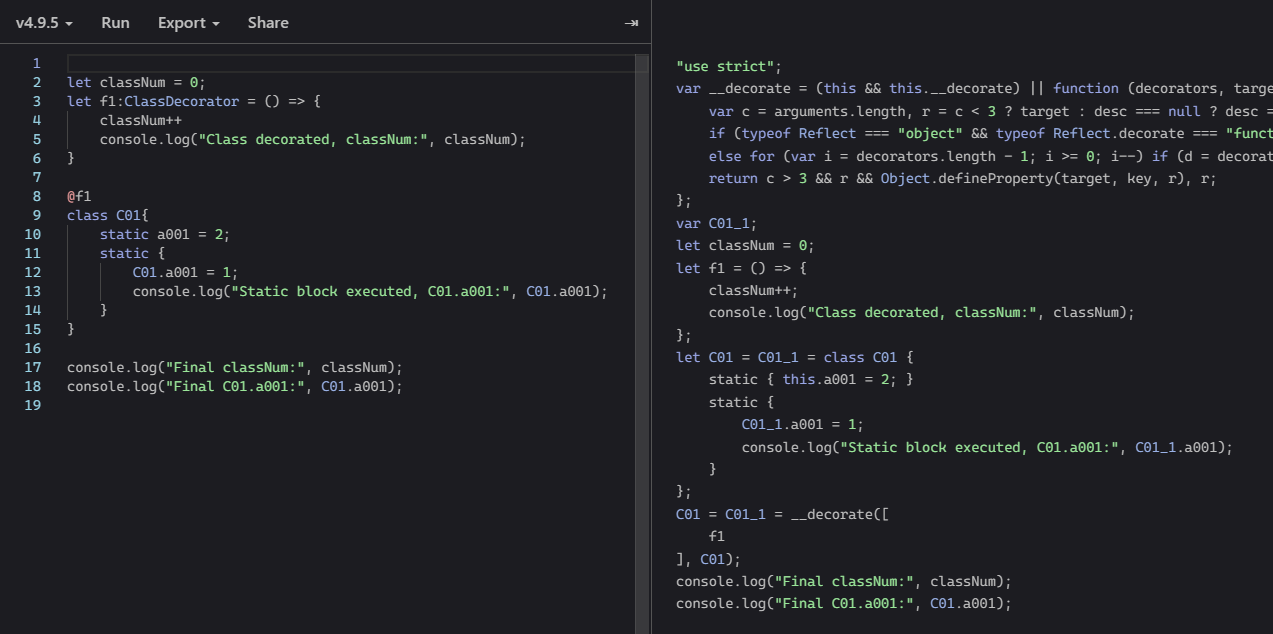 v4.9.5 Run Export Share
1
2 let classNum = 0;
3 let f1:ClassDecorator = () => {
4     classNum++
5     console.log("Class decorated, classNum:", classNum);
6 }
7
8 @f1
9 class C01{
10     static a001 = 2;
11     static {
12         C01.a001 = 1;
13         console.log("Static block executed, C01.a001:", C01.a001);
14     }
15 }
16
17 console.log("Final classNum:", classNum);
18 console.log("Final C01.a001:", C01.a001);
19
"use strict";
var __decorate = (this && this.__decorate) || function (decorators, targe
    var c = arguments.length, r = c < 3 ? target : desc === null ? desc =
    if (typeof Reflect === "object" && typeof Reflect.decorate === "funct
    else for (var i = decorators.length - 1; i >= 0; i--) if (d = decorat
    return c > 3 && r && Object.defineProperty(target, key, r), r;
};
var C01_1;
let classNum = 0;
let f1 = () => {
    classNum++;
    console.log("Class decorated, classNum:", classNum);
};
let C01 = C01_1 = class C01 {
    static { this.a001 = 2; }
    static {
        C01_1.a001 = 1;
        console.log("Static block executed, C01.a001:", C01_1.a001);
    }
};
C01 = C01_1 = __decorate([
    f1
], C01);
console.log("Final classNum:", classNum);
console.log("Final C01.a001:", C01.a001);